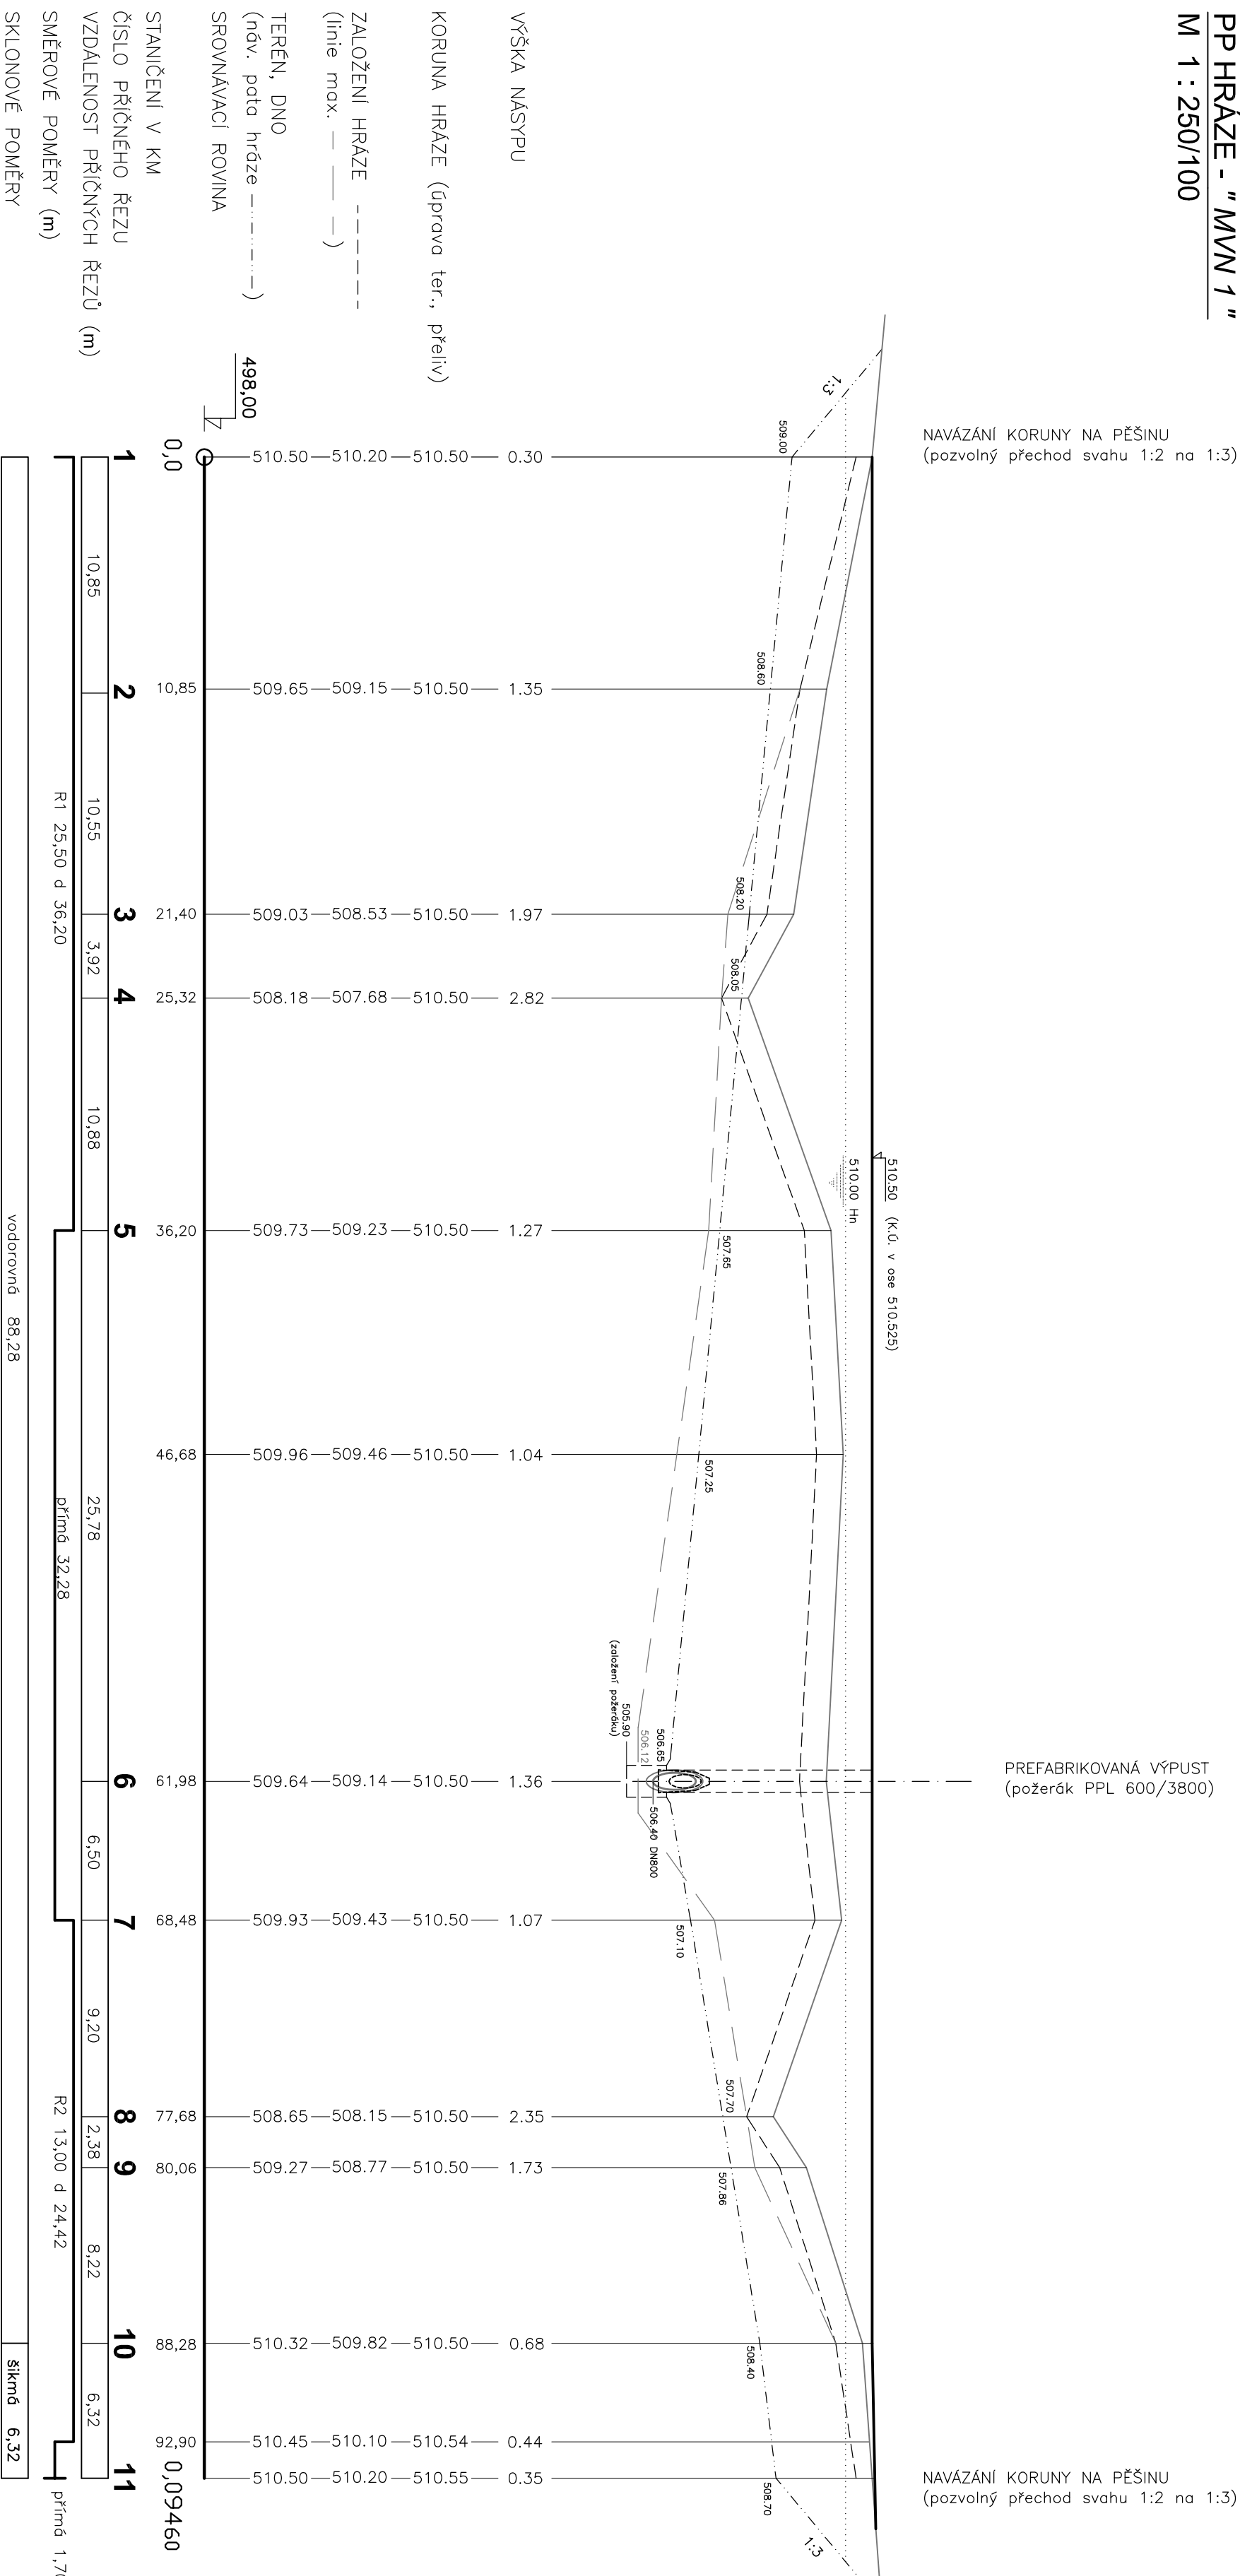 PP HRÁZE - "MVN 1"
M 1 : 250/100
NAVÁZÁNÍ KORUNY NA PĚŠINU
(pozvolný přechod svahu 1:2 na 1:3)
PREFABRIKOVANÁ VÝPUST
(požerák PPL 600/3800)
NAVÁZÁNÍ KORUNY NA PĚŠINU
(pozvolný přechod svahu 1:2 na 1:3)
1:3
510.50 (K.Ú. v ose 510.525)
510.00 Hn
1:3
509.00
508.60
508.20
508.05
507.65
507.25
506.65
506.12
505.90
(založení požeráku)
506.40 DN800
507.10
507.70
507.86
508.40
508.70
VÝŠKA NÁSYPU
0.30 1.35 1.97 2.82 1.27 1.04 1.36 1.07 2.35 1.73 0.68 0.44 0.35
KORUNA HRÁZE (úprava ter., přeliv)
510.50 510.50 510.50 510.50 510.50 510.50 510.50 510.50 510.50 510.50 510.50 510.54 510.55
ZALOŽENÍ HRÁZE
(linie max. )
510.20 509.15 508.53 507.68 509.23 509.46 509.14 509.43 508.15 508.77 509.82 510.10 510.20
TERÉN, DNO
(náv. pata hráze )
510.50 509.65 509.03 508.18 509.73 509.96 509.64 509.93 508.65 509.27 510.32 510.45 510.50
SROVNÁVACÍ ROVINA
498,00
STANIČENÍ V KM
0,0 10,85 21,40 25,32 36,20 46,68 61,98 68,48 77,68 80,06 88,28 92,90 0,09460
ČÍSLO PŘÍČNÉHO ŘEZU
1 2 3 4 5 6 7 8 9 10 11
VZDÁLENOST PŘÍČNÝCH ŘEZŮ (m)
10,85 10,55 3,92 10,88 25,78 6,50 9,20 2,38 8,22 6,32
SMĚROVÉ POMĚRY (m)
R1 25,50 d 36,20 přímá 32,28 R2 13,00 d 24,42 přímá 1,70
SKLONOVÉ POMĚRY
vodorovná 88,28 šikmá 6,32